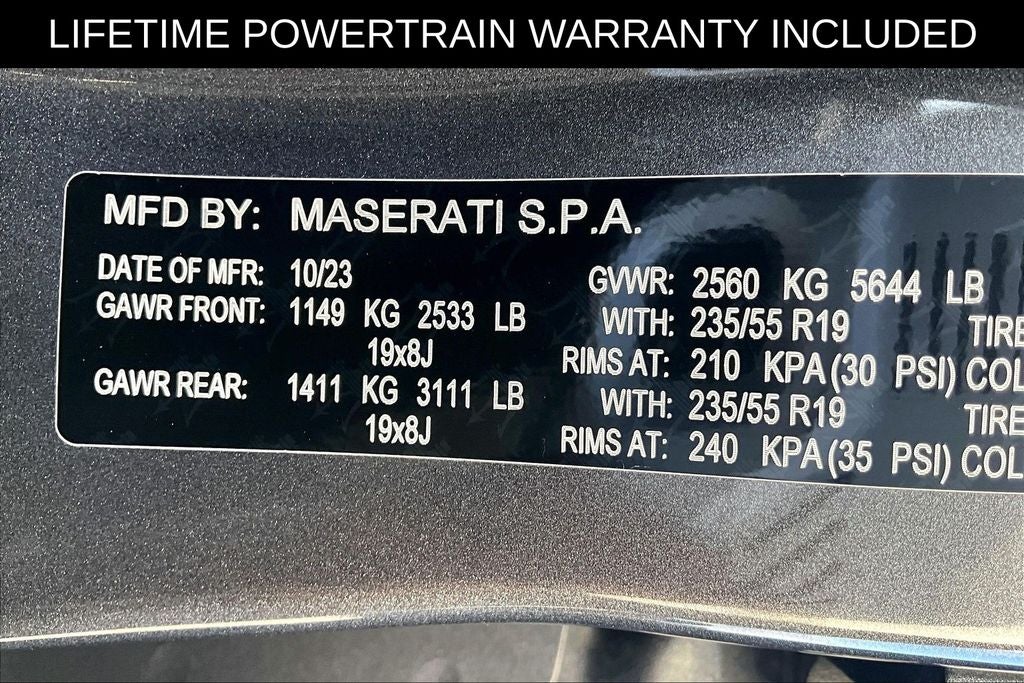 LIFETIME POWERTRAIN WARRANTY INCLUDED
MFD BY: MASERATI S.P.A.
DATE OF MFR: 10/23 GVWR: 2560 KG 5644 LB
GAWR FRONT: 1149 KG 2533 LB WITH: 235/55 R19 TIRE
19x8J RIMS AT: 210 KPA(30 PSI) COL
GAWR REAR: 1411 KG 3111 LB WITH: 235/55 R19 TIRE
19x8J RIMS AT: 240 KPA(35 PSI) COL